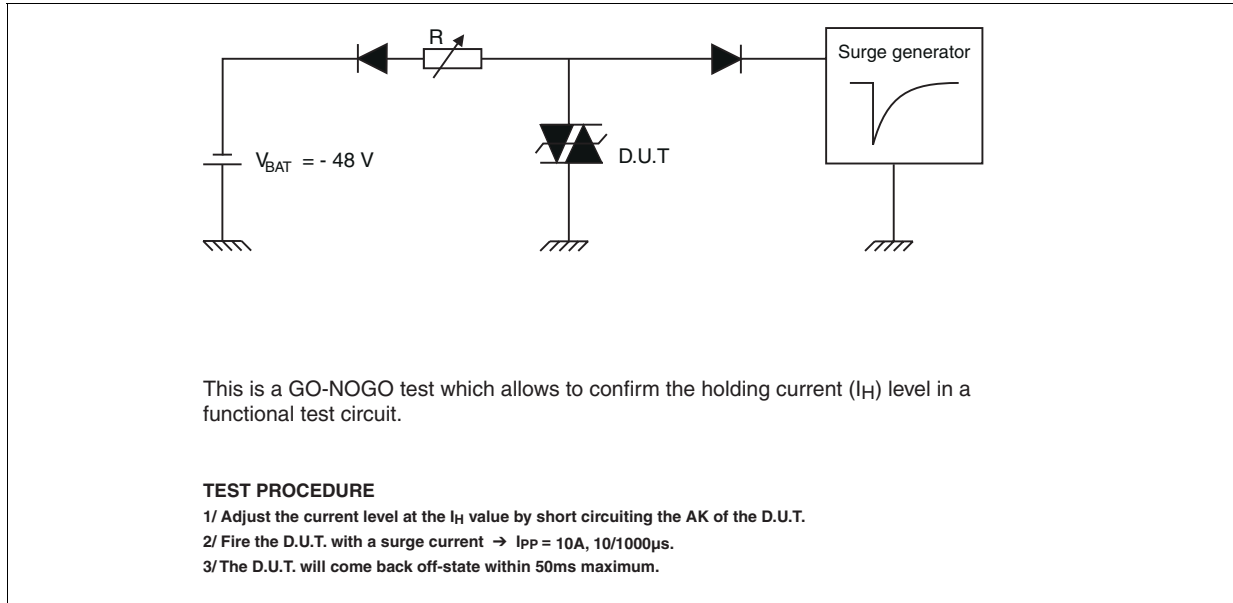 R
Surge generator
V_BAT = - 48 V
D.U.T
This is a GO-NOGO test which allows to confirm the holding current (I_H) level in a
functional test circuit.
TEST PROCEDURE
1/ Adjust the current level at the I_H value by short circuiting the AK of the D.U.T.
2/ Fire the D.U.T. with a surge current → I_PP = 10A, 10/1000µs.
3/ The D.U.T. will come back off-state within 50ms maximum.